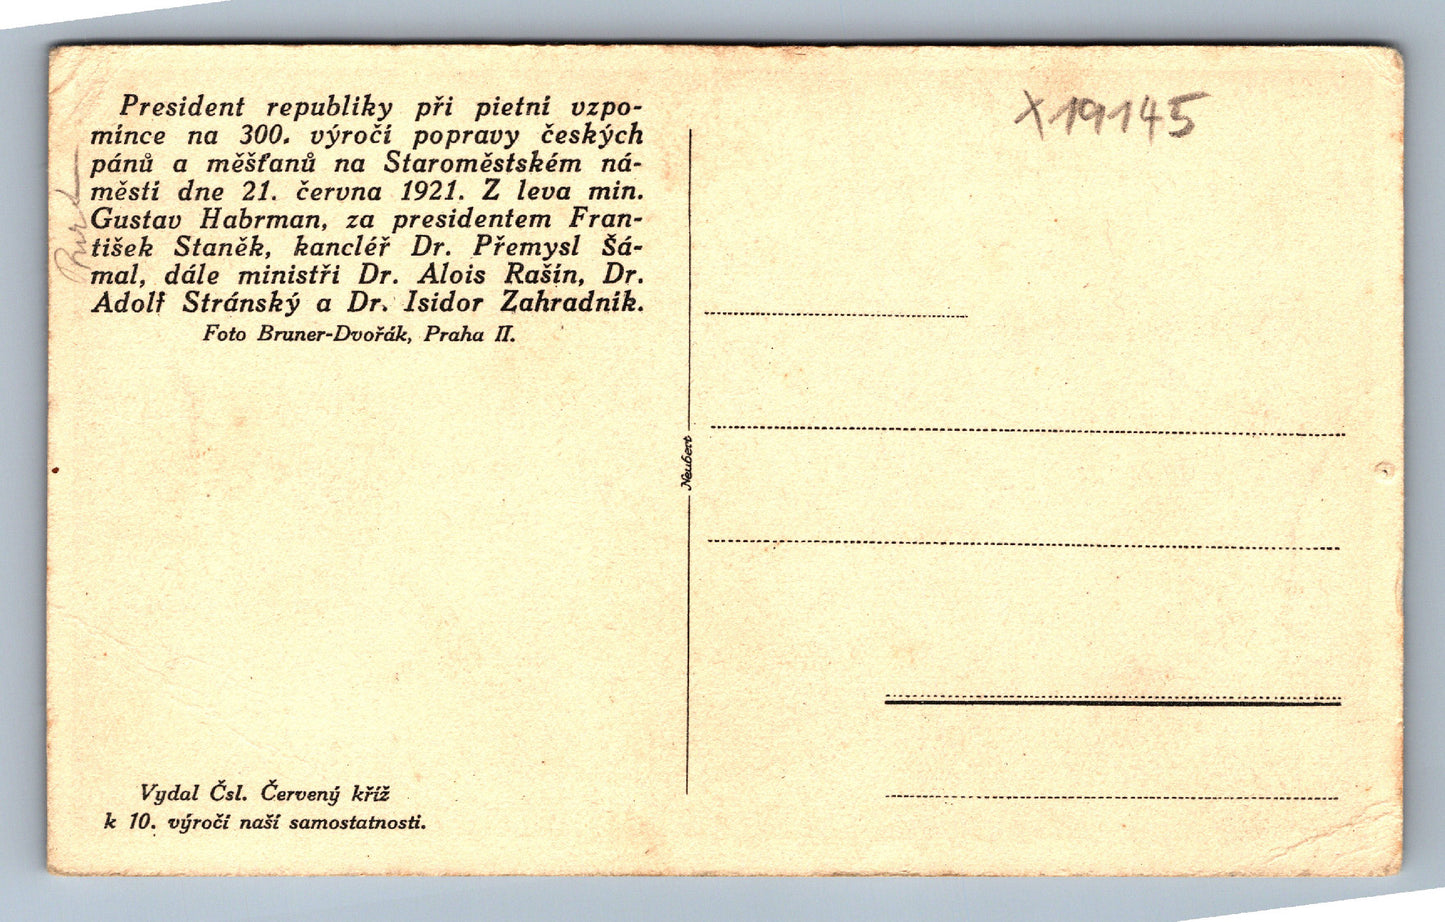 President republiky při pietní vzpo-
mínce na 300. výročí popravy českých
pánů a měšťanů na Staroměstském ná-
městí dne 21. června 1921. Z leva min.
Gustav Habrman, za presidentem Fran-
tišek Staněk, kancléř Dr. Přemysl Šá-
mal, dále ministři Dr. Alois Rašín, Dr.
Adolf Stránský a Dr. Isidor Zahradník.
Foto Bruner-Dvořák, Praha II.
Vydal Čsl. Červený kříž
k 10. výročí naší samostatnosti.
Neubert
X19145